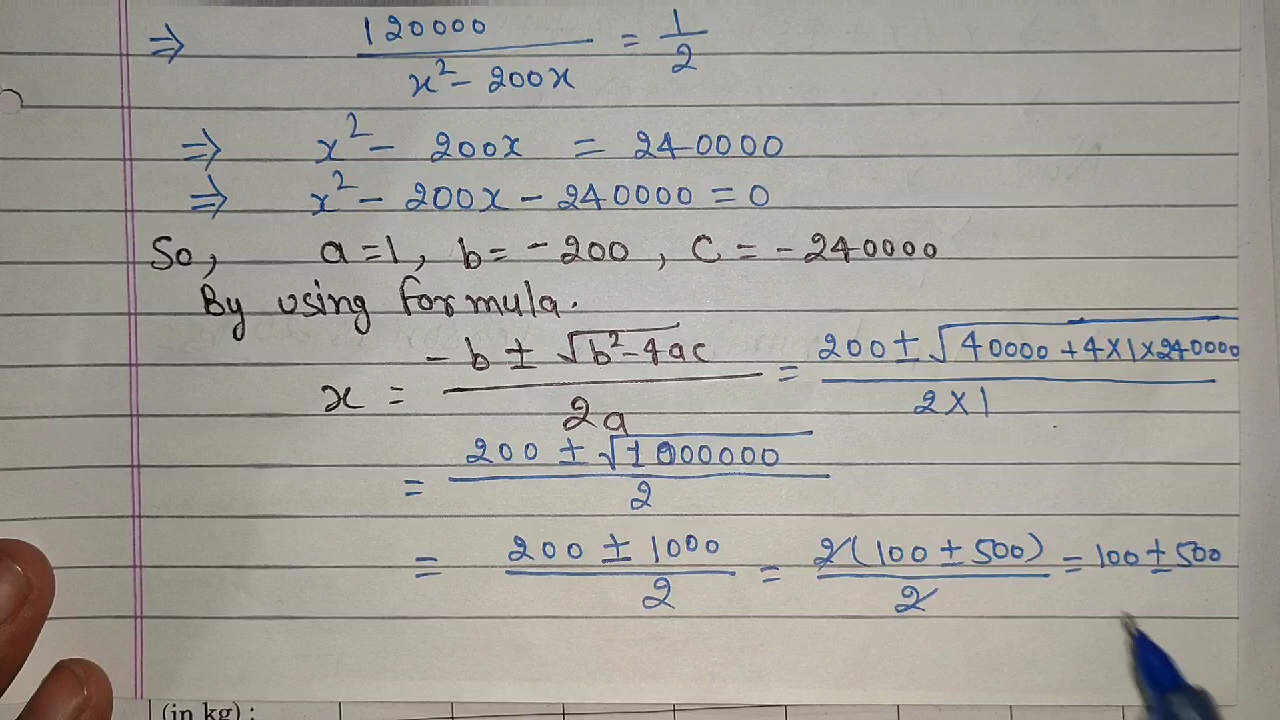 ⇒ 120000 / x² - 200x = 1/2
⇒ x² - 200x = 240000
⇒ x² - 200x - 240000 = 0
So, a=1, b= -200, c = -240000
By using formula.
x = -b ± √b²-4ac / 2a = 200 ± √40000 + 4×1×240000 / 2×1
= 200 ± √1000000 / 2
= 200 ± 1000 / 2 = 2(100 ± 500) / 2 = 100 ± 500
(in kg) :